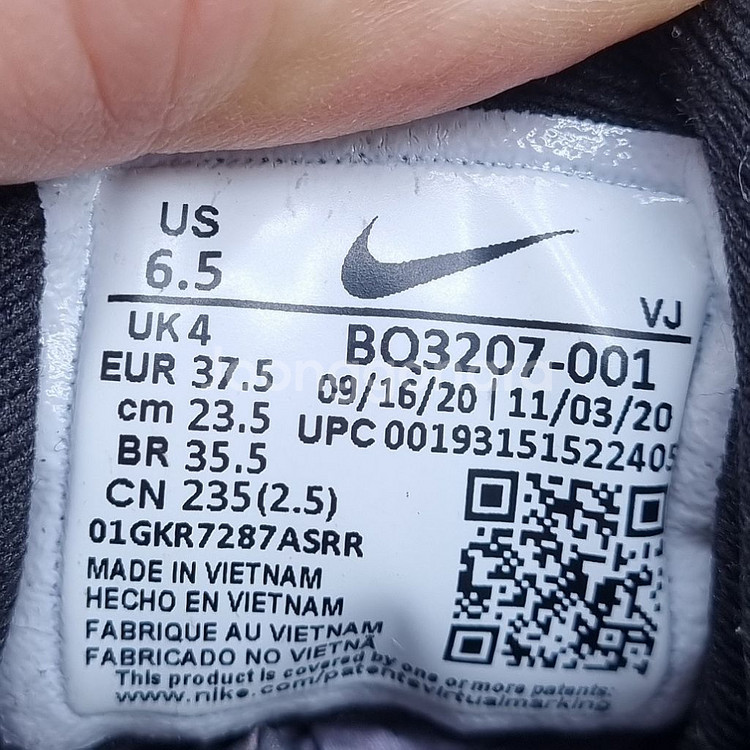 US
6.5
VJ
UK 4
BQ3207-001
EUR 37.5
09/16/20 | 11/03/20
cm 23.5
UPC 00193151522405
BR 35.5
CN 235(2.5)
01GKR7287ASRR
MADE IN VIETNAM
HECHO EN VIETNAM
FABRIQUE AU VIETNAM
FABRICADO NO VIETNÃ
This product is covered by one or more patents:
www.nike.com/patentsvirtualmarking